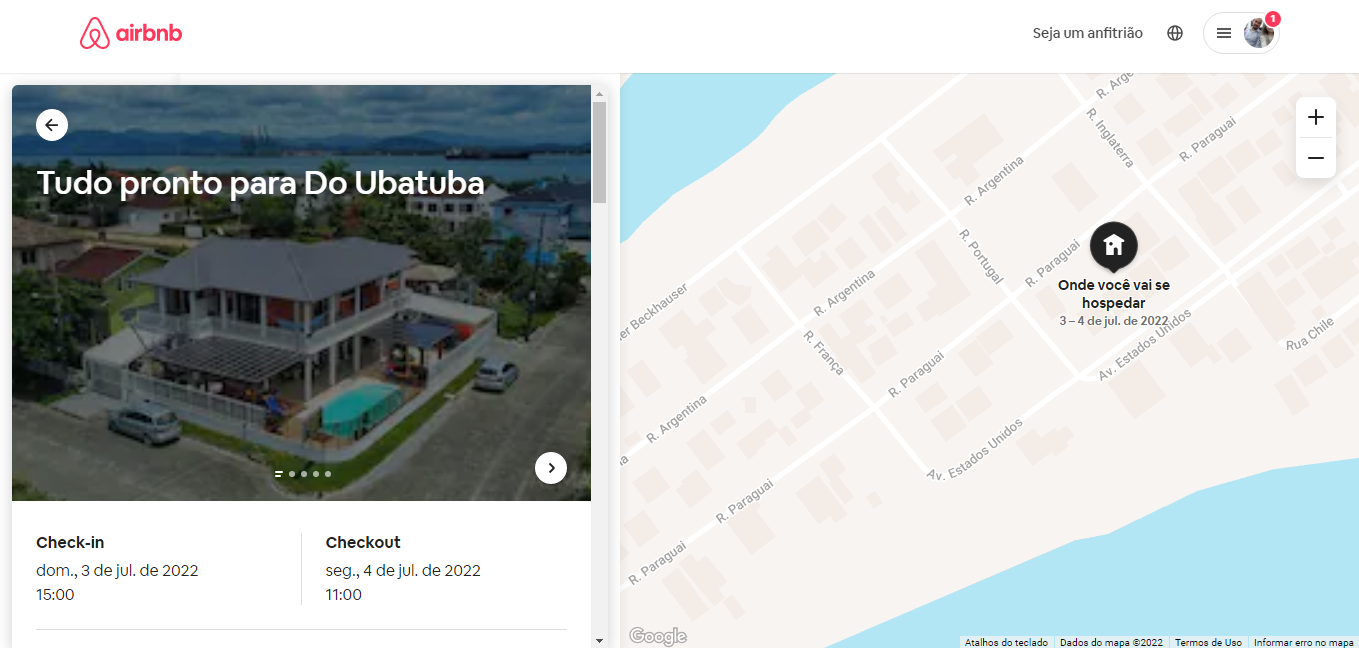 airbnb
Seja um anfitrião
1
Tudo pronto para Do Ubatuba
Check-in
dom., 3 de jul. de 2022
15:00
Checkout
seg., 4 de jul. de 2022
11:00
R. Inglaterra
R. Paraguai
R. Argentina
R. Portugal
R. Paraguai
Onde você vai se
hospedar
3 – 4 de jul. de 2022
R. Argentina
er Beckhauser
R. França
Av. Estados Unidos
Rua Chile
R. Paraguai
R. Argentina
Av. Estados Unidos
R. Paraguai
R. Paraguai
Google
Atalhos do teclado
Dados do mapa ©2022
Termos de Uso
Informar erro no mapa